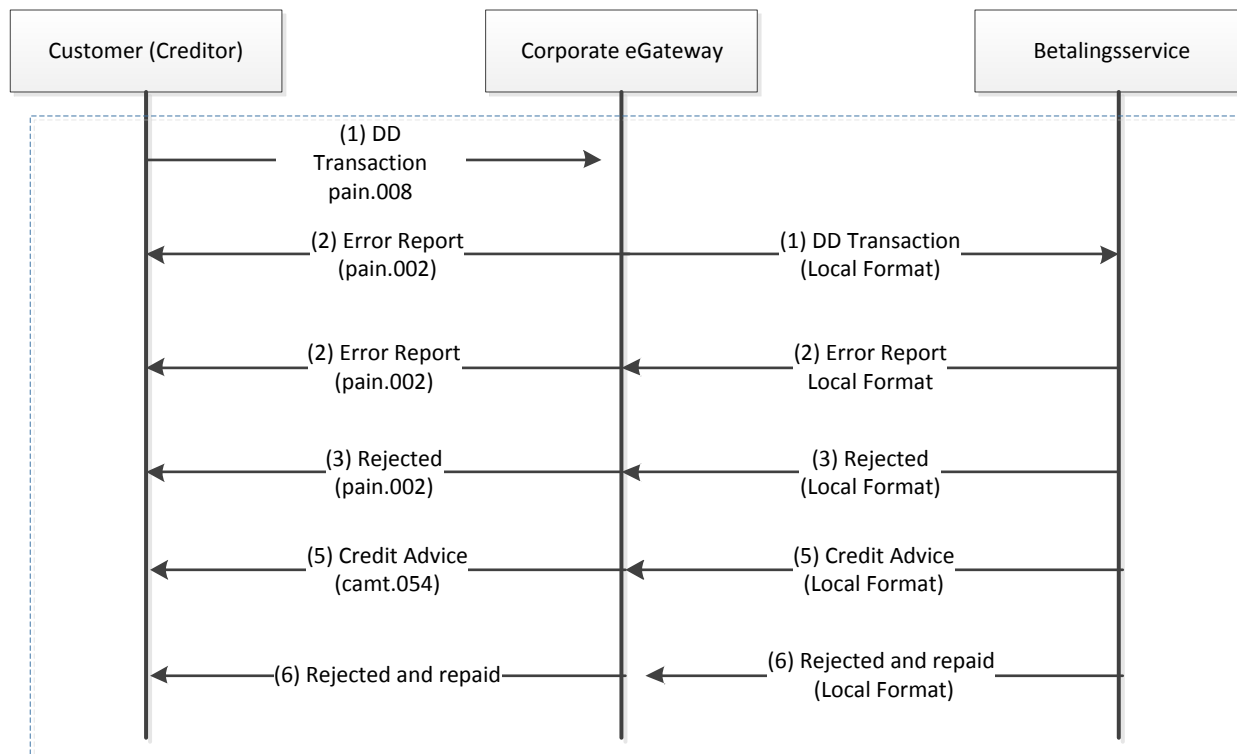 Customer (Creditor)
Corporate eGateway
Betalingsservice
(1) DD
Transaction
pain.008
(2) Error Report
(pain.002)
(1) DD Transaction
(Local Format)
(2) Error Report
(pain.002)
(2) Error Report
Local Format
(3) Rejected
(pain.002)
(3) Rejected
(Local Format)
(5) Credit Advice
(camt.054)
(5) Credit Advice
(Local Format)
(6) Rejected and repaid
(6) Rejected and repaid
(Local Format)